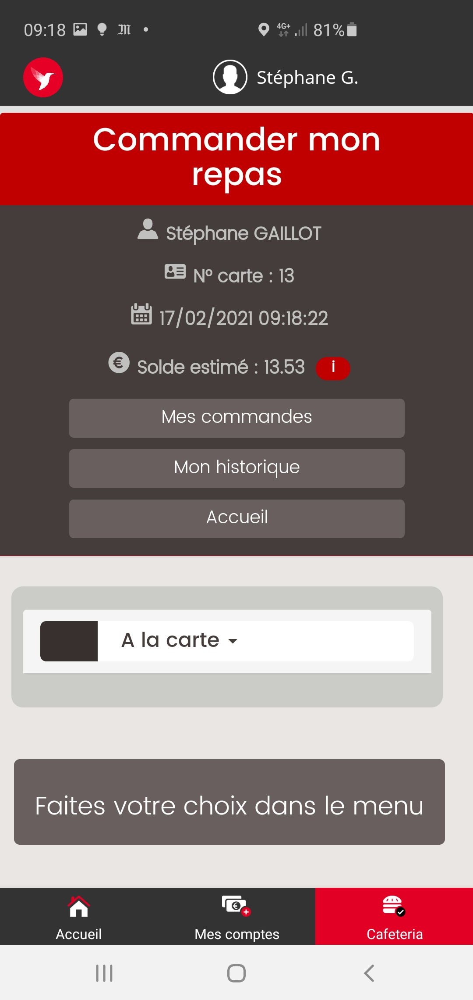 09:18
4G+ 81%
Stéphane G.
Commander mon
repas
Stéphane GAILLOT
N° carte : 13
17/02/2021 09:18:22
Solde estimé : 13.53 i
Mes commandes
Mon historique
Accueil
A la carte
Faites votre choix dans le menu
Accueil
Mes comptes
Cafeteria